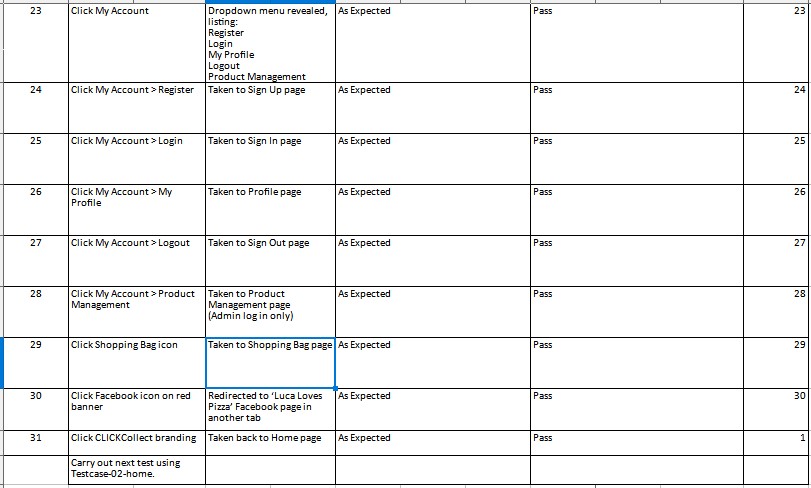 23 Click My Account Dropdown menu revealed, As Expected Pass 23
listing:
Register
Login
My Profile
Logout
Product Management
24 Click My Account > Register Taken to Sign Up page As Expected Pass 24
25 Click My Account > Login Taken to Sign In page As Expected Pass 25
26 Click My Account > My Taken to Profile page As Expected Pass 26
Profile
27 Click My Account > Logout Taken to Sign Out page As Expected Pass 27
28 Click My Account > Product Taken to Product As Expected Pass 28
Management Management page
(Admin log in only)
29 Click Shopping Bag icon Taken to Shopping Bag page As Expected Pass 29
30 Click Facebook icon on red Redirected to 'Luca Loves As Expected Pass 30
banner Pizza' Facebook page in
another tab
31 Click CLICKCollect branding Taken back to Home page As Expected Pass 1
Carry out next test using
Testcase-02-home.